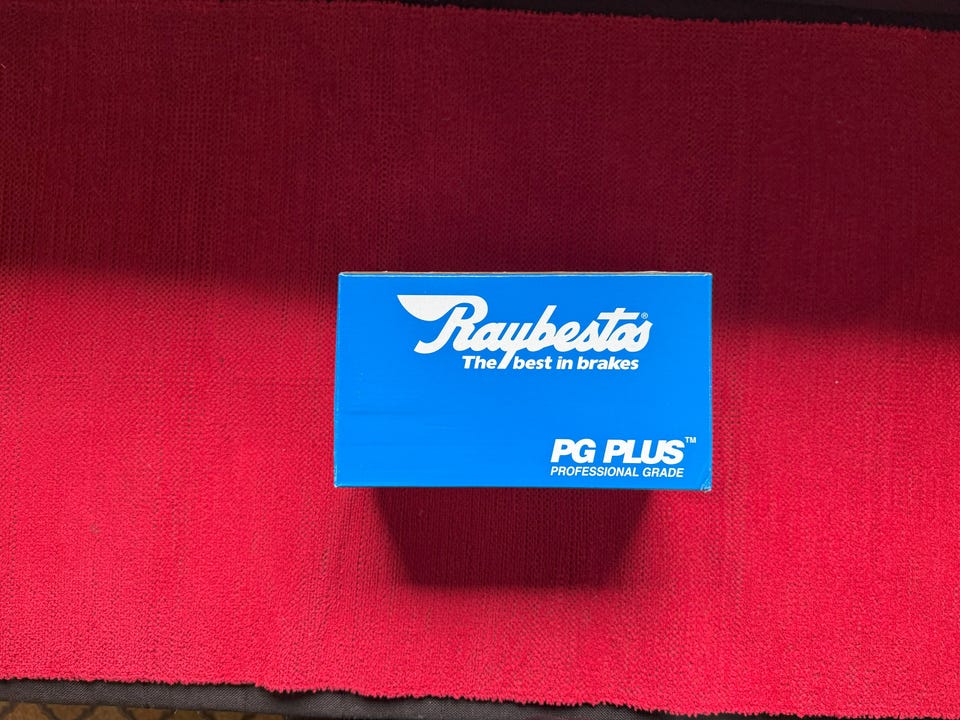 Raybestos®
The best in brakes
PG PLUS™
PROFESSIONAL GRADE